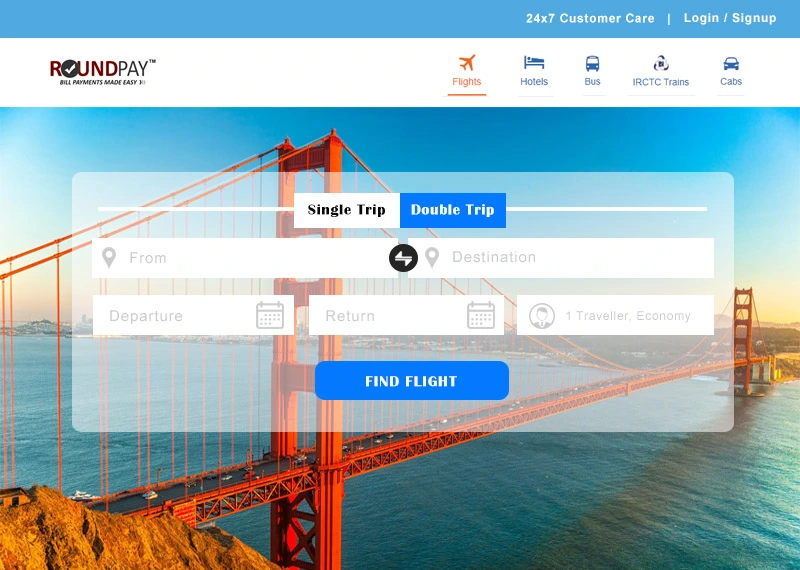 24x7 Customer Care | Login / Signup
ROUNDPAY™
BILL PAYMENTS MADE EASY
Flights
Hotels
Bus
IRCTC Trains
Cabs
Single Trip
Double Trip
From
Destination
Departure
Return
1 Traveller, Economy
FIND FLIGHT